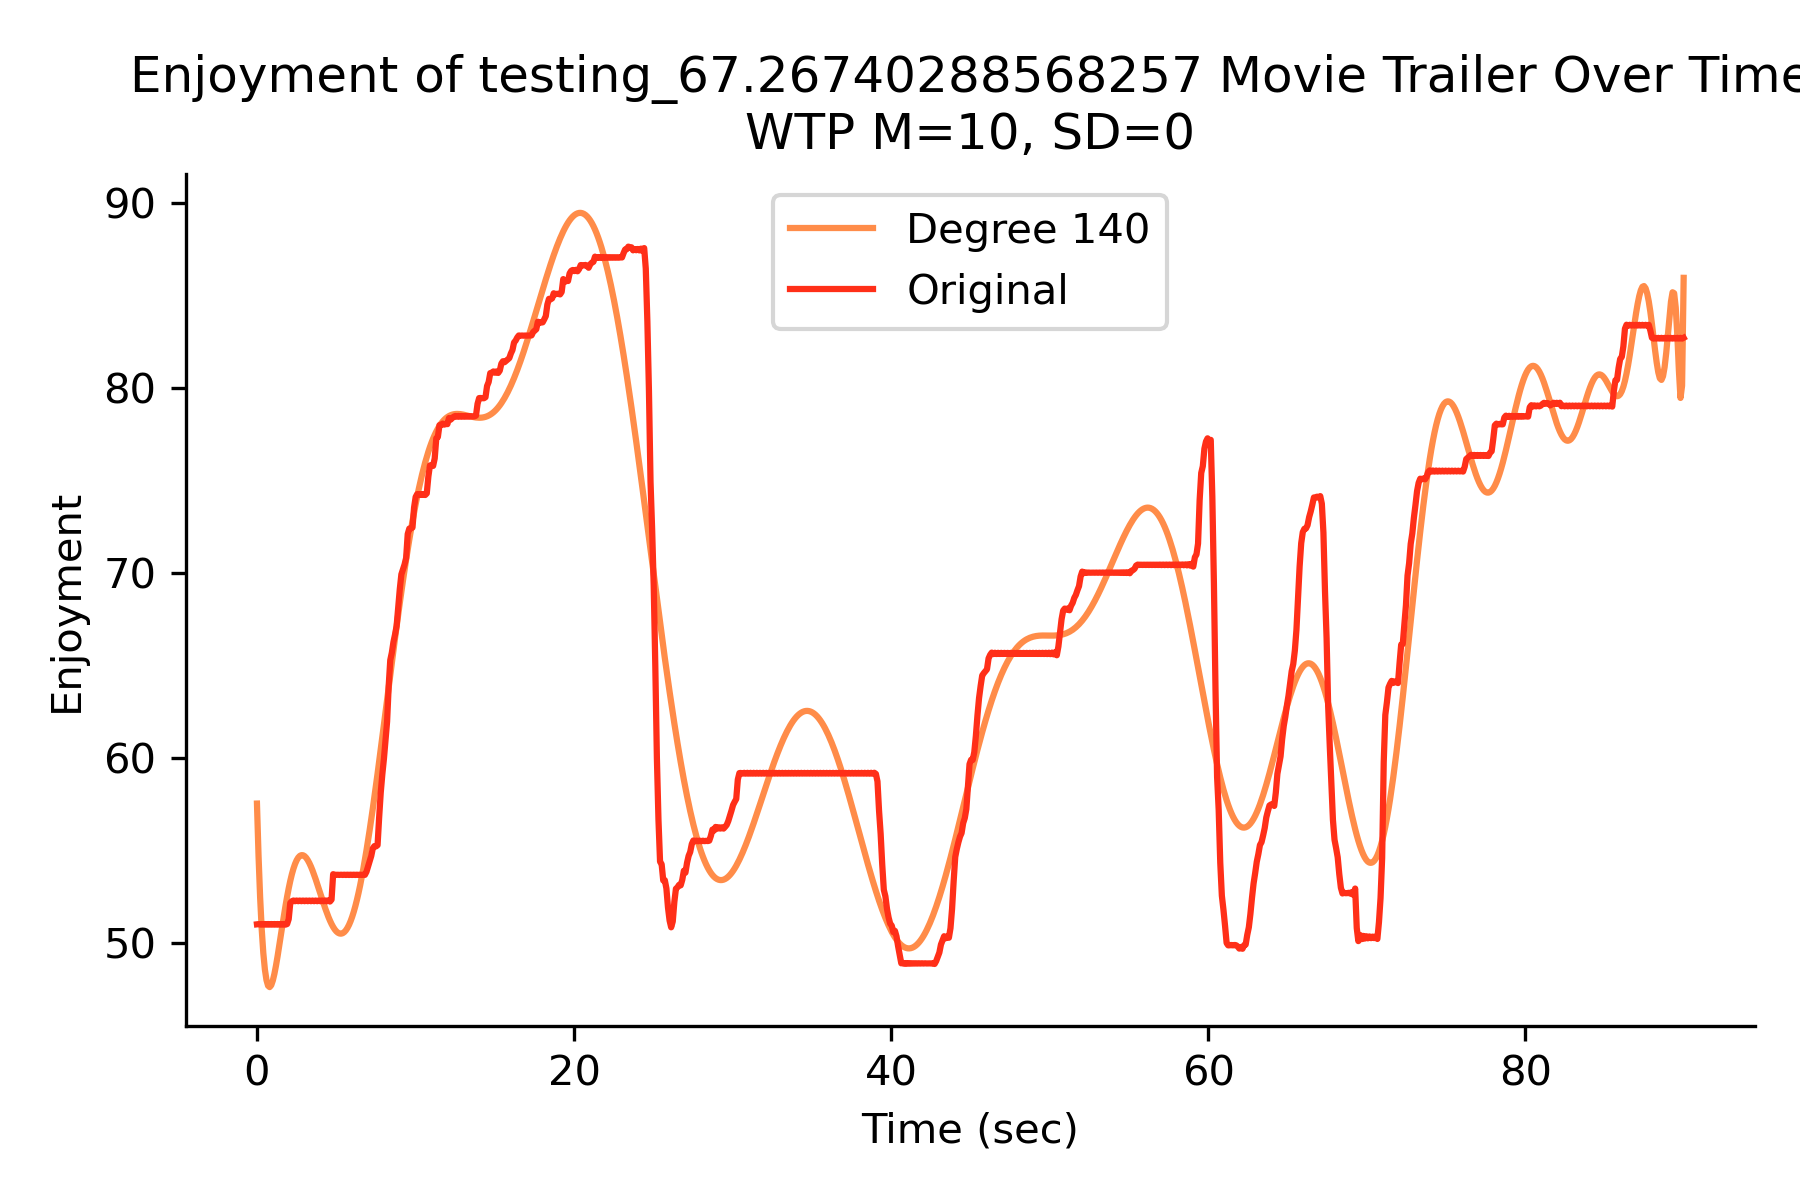 Enjoyment of testing_67.26740288568257 Movie Trailer Over Time
WTP M=10, SD=0
90
80
70
60
50
Enjoyment
Degree 140
Original
0 20 40 60 80
Time (sec)